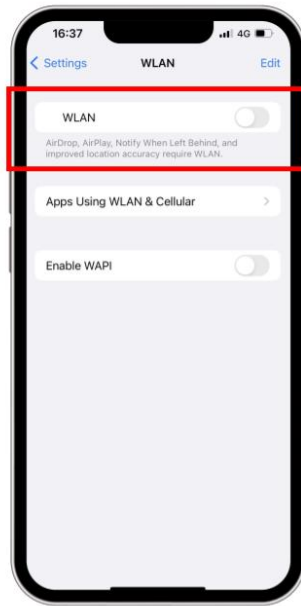 16:37 4G
Settings WLAN Edit
WLAN
AirDrop, AirPlay, Notify When Left Behind, and
improved location accuracy require WLAN.
Apps Using WLAN & Cellular
Enable WAPI